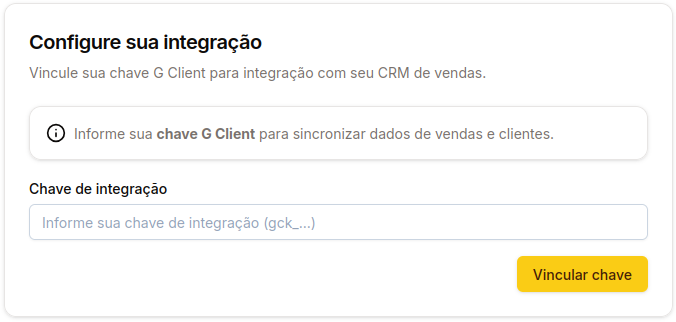 Configure sua integração
Vincule sua chave G Client para integração com seu CRM de vendas.
Informe sua chave G Client para sincronizar dados de vendas e clientes.
Chave de integração
Informe sua chave de integração (gck_...)
Vincular chave